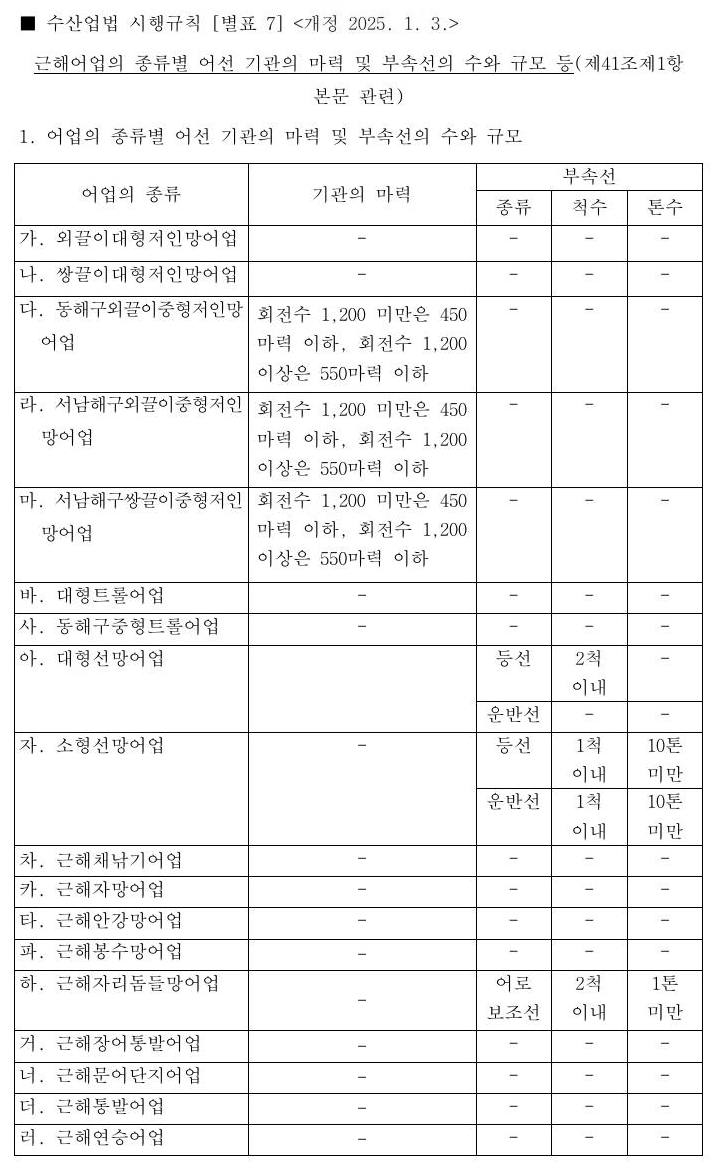 ■ 수산업법 시행규칙 [별표 7] <개정 2025. 1. 3.>
근해어업의 종류별 어선 기관의 마력 및 부속선의 수와 규모 등(제41조제1항
본문 관련)
1. 어업의 종류별 어선 기관의 마력 및 부속선의 수와 규모
어업의 종류 기관의 마력 부속선
종류 척수 톤수
가. 외끌이대형저인망어업 - - - -
나. 쌍끌이대형저인망어업 - - - -
다. 동해구외끌이중형저인망 회전수 1,200 미만은 450 - - -
어업 마력 이하, 회전수 1,200
이상은 550마력 이하
라. 서남해구외끌이중형저인 회전수 1,200 미만은 450 - - -
망어업 마력 이하, 회전수 1,200
이상은 550마력 이하
마. 서남해구쌍끌이중형저인 회전수 1,200 미만은 450 - - -
망어업 마력 이하, 회전수 1,200
이상은 550마력 이하
바. 대형트롤어업 - - - -
사. 동해구중형트롤어업 - - - -
아. 대형선망어업 등선 2척 -
이내
운반선 - -
자. 소형선망어업 - 등선 1척 10톤
이내 미만
운반선 1척 10톤
이내 미만
차. 근해채낚기어업 - - - -
카. 근해자망어업 - - - -
타. 근해안강망어업 - - - -
파. 근해봉수망어업 - - - -
하. 근해자리돔들망어업 - 어로 2척 1톤
보조선 이내 미만
거. 근해장어통발어업 - - - -
너. 근해문어단지어업 - - - -
더. 근해통발어업 - - - -
러. 근해연승어업 - - - -